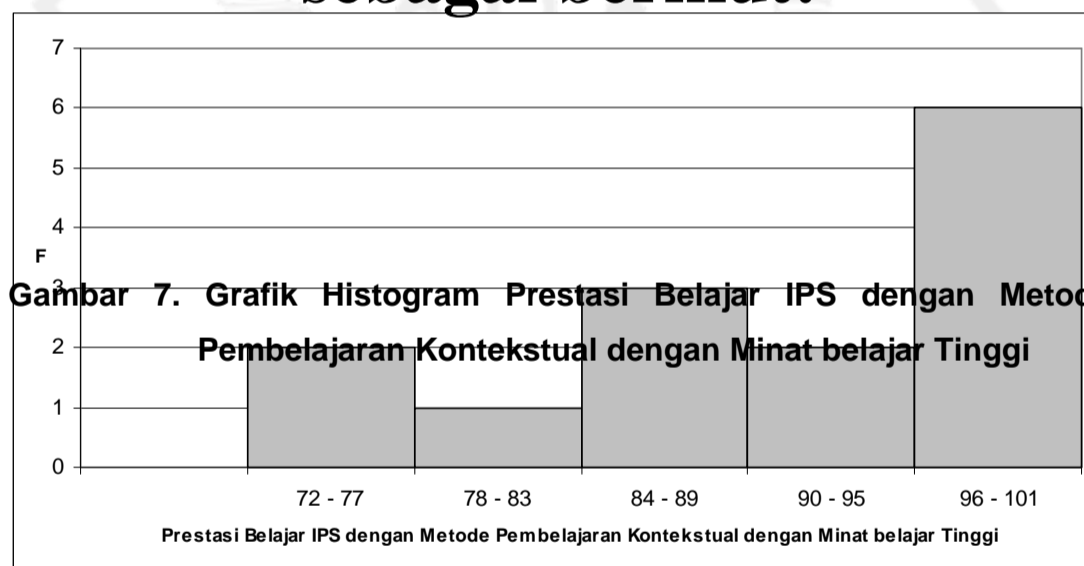 sebagai berikut:
7
6
5
4
F
3
Gambar 7. Grafik Histogram Prestasi Belajar IPS dengan Metod
2
Pembelajaran Kontekstual dengan Minat belajar Tinggi
1
0
72 - 77 78 - 83 84 - 89 90 - 95 96 - 101
Prestasi Belajar IPS dengan Metode Pembelajaran Kontekstual dengan Minat belajar Tinggi